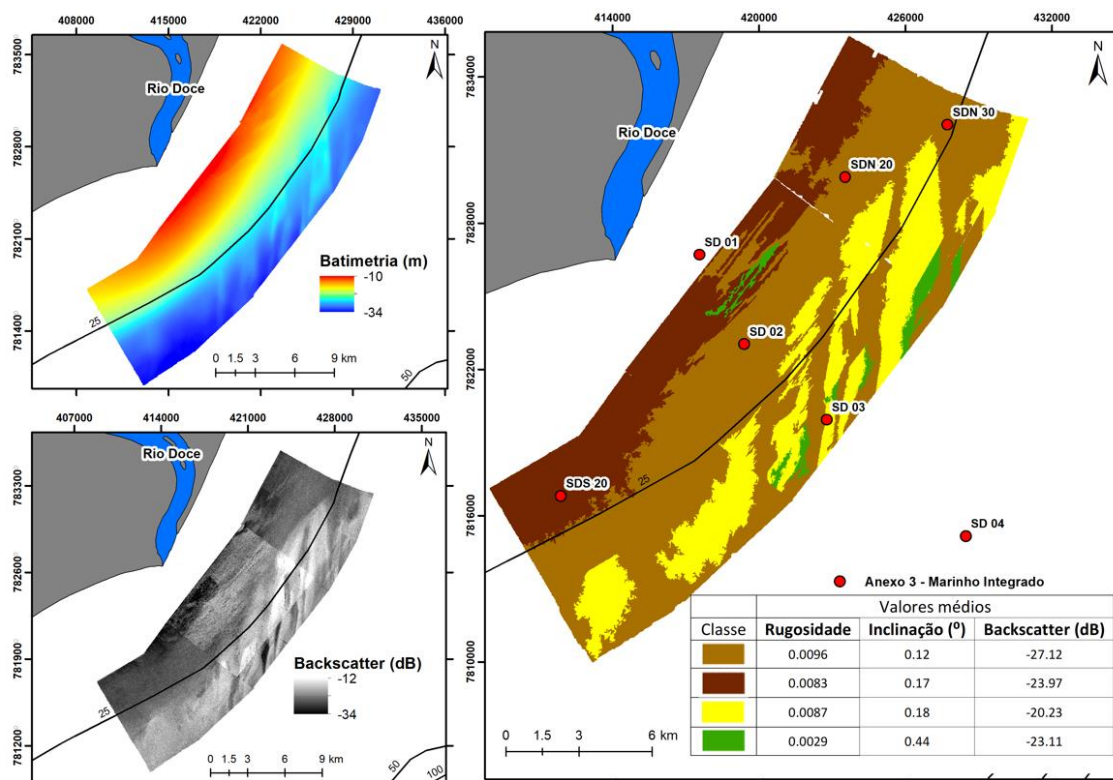 408000 415000 422000 429000 436000
7835000
7828000
7821000
7814000
N
Rio Doce
Batimetria (m)
-10
-34
25
50
0 1.5 3 6 9 km
407000 414000 421000 428000 435000
7833000
7826000
7819000
7812000
N
Rio Doce
Backscatter (dB)
-12
-34
25
50
100
0 1.5 3 6 9 km
414000 420000 426000 432000
7834000
7828000
7822000
7816000
7810000
N
Rio Doce
SDN 30
SDN 20
SD 01
SD 02
SD 03
SDS 20
25
SD 04
Anexo 3 - Marinho Integrado
0 1.5 3 6 km
Valores médios
Classe Rugosidade Inclinação (º) Backscatter (dB)
0.0096 0.12 -27.12
0.0083 0.17 -23.97
0.0087 0.18 -20.23
0.0029 0.44 -23.11